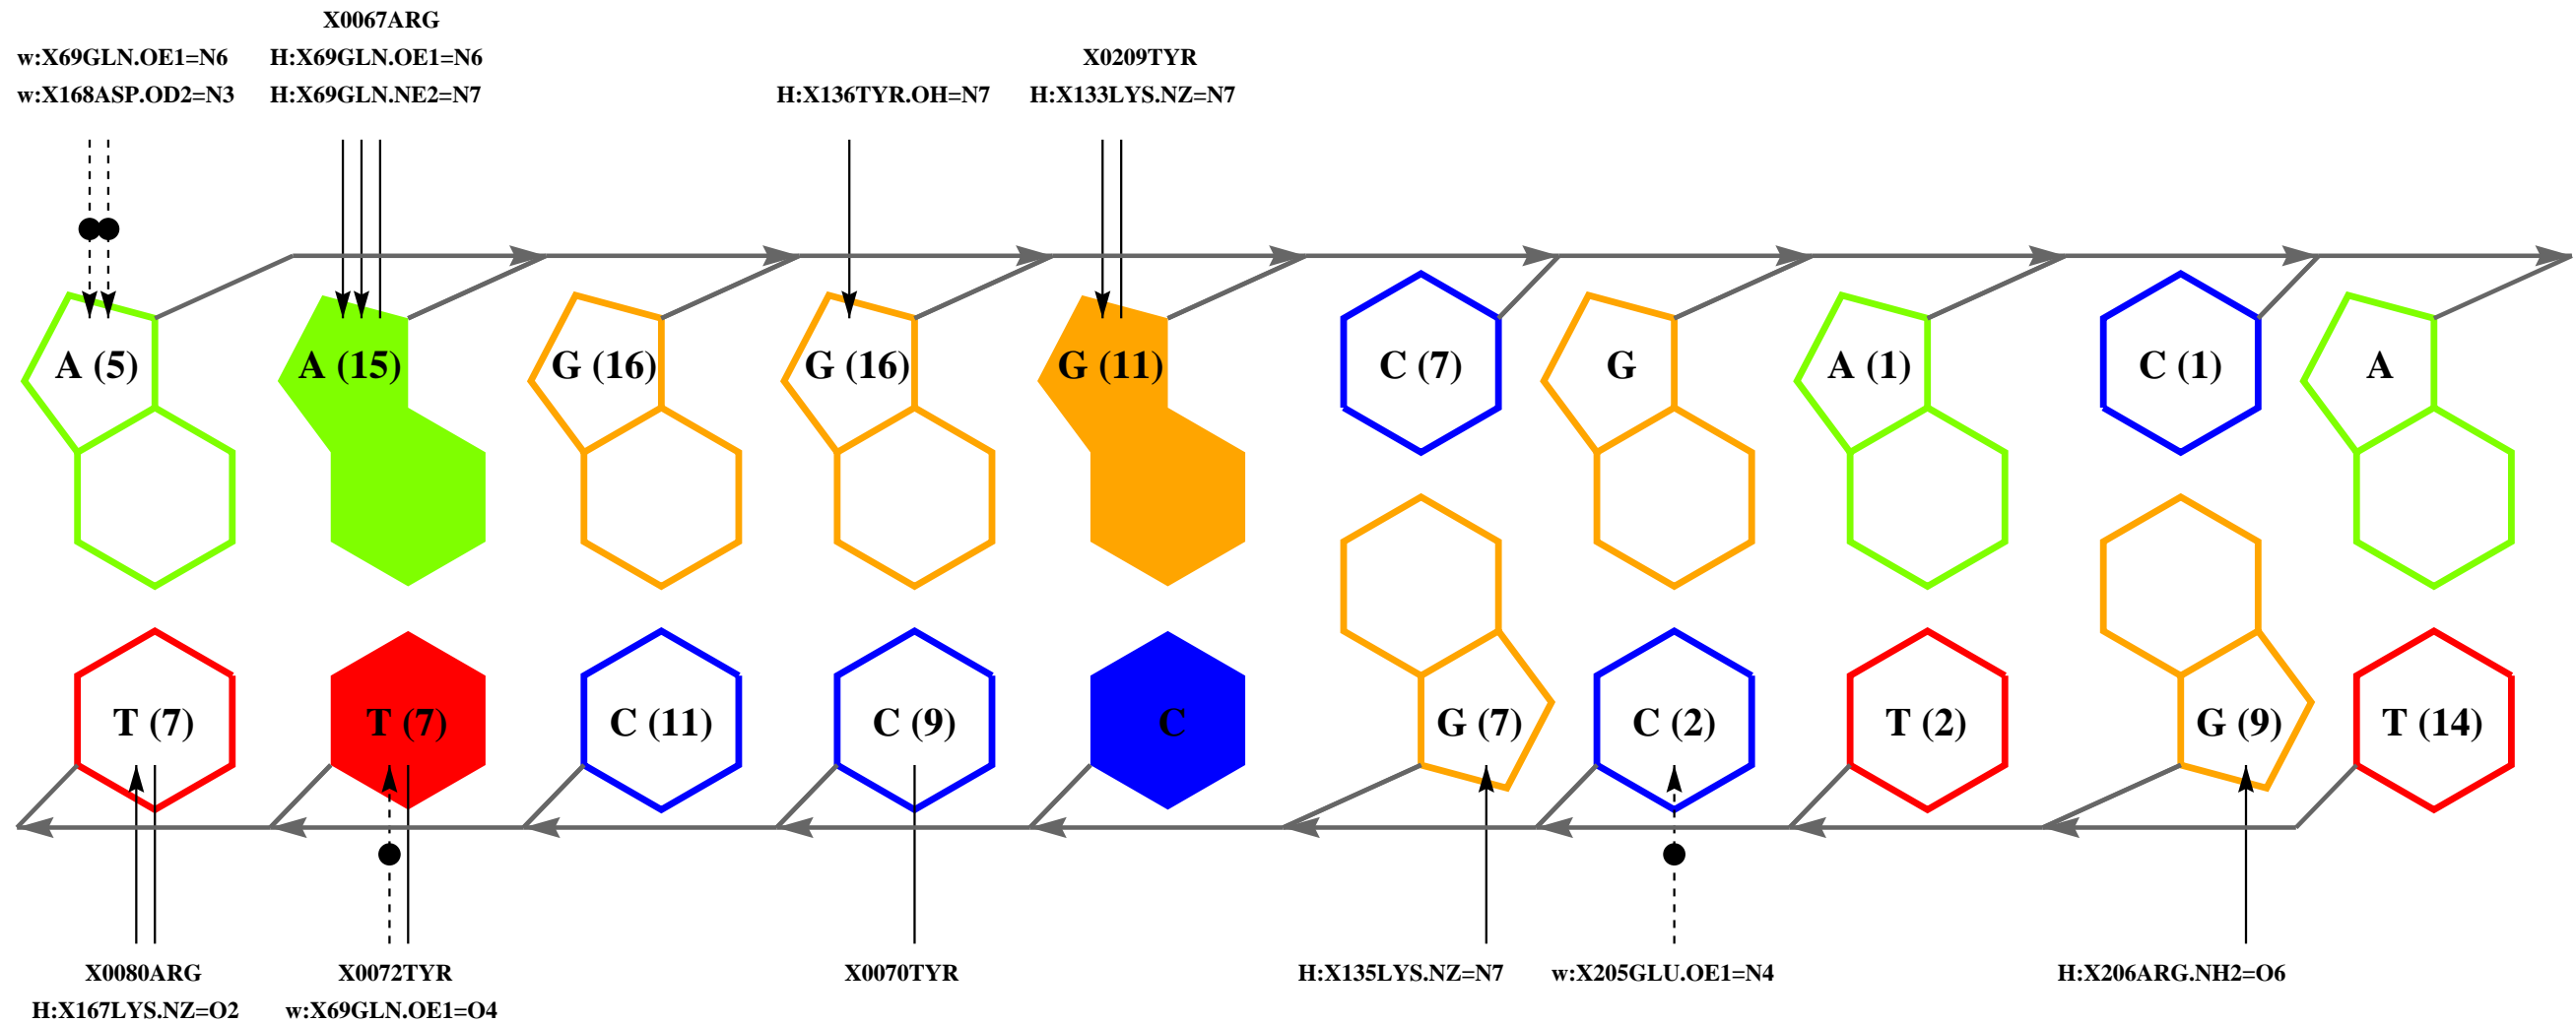 X0067ARG
w:X69GLN.OE1=N6 H:X69GLN.OE1=N6 X0209TYR
w:X168ASP.OD2=N3 H:X69GLN.NE2=N7 H:X136TYR.OH=N7 H:X133LYS.NZ=N7
A (5) A (15) G (16) G (16) G (11) C (7) G A (1) C (1) A
T (7) T (7) C (11) C (9) C G (7) C (2) T (2) G (9) T (14)
X0080ARG X0072TYR X0070TYR H:X135LYS.NZ=N7 w:X205GLU.OE1=N4 H:X206ARG.NH2=O6
H:X167LYS.NZ=O2 w:X69GLN.OE1=O4